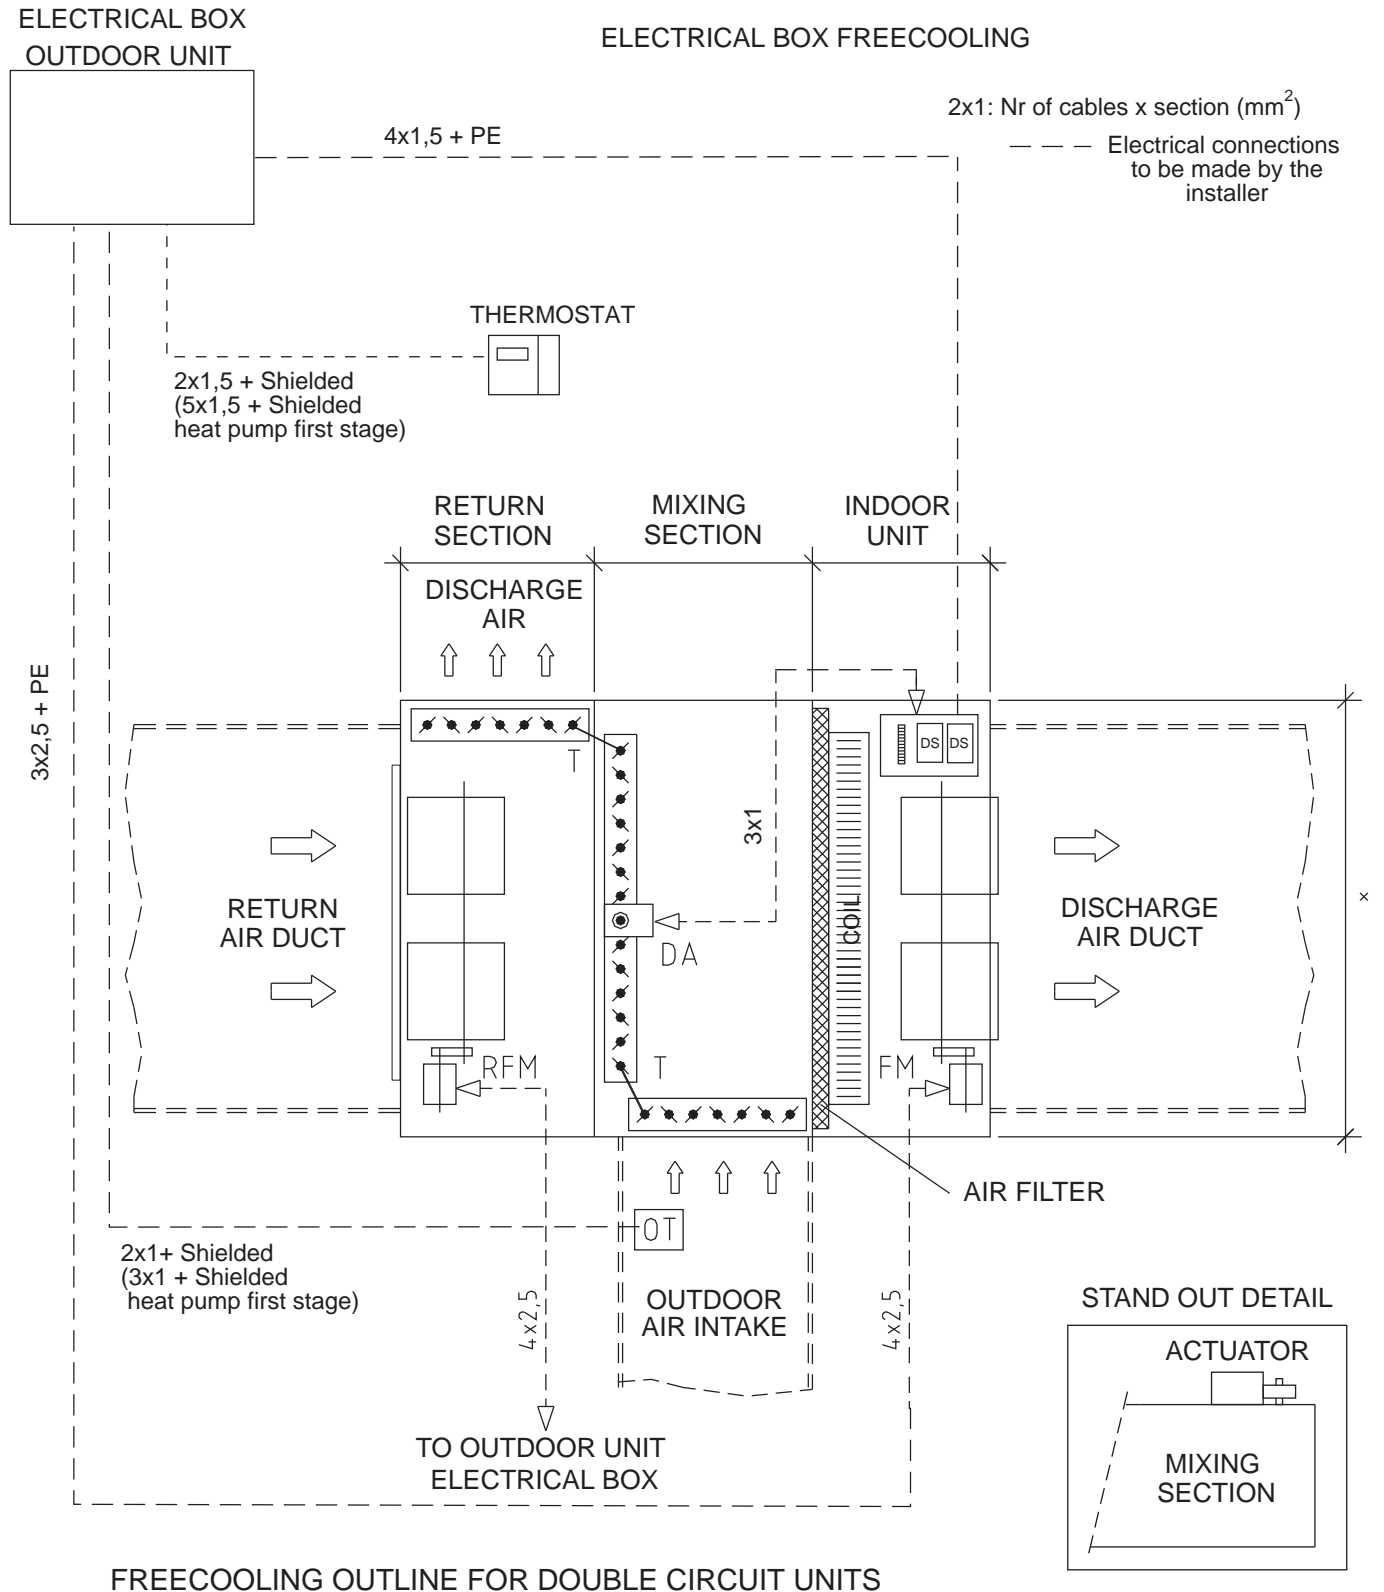 ELECTRICAL BOX
OUTDOOR UNIT
ELECTRICAL BOX FREECOOLING
2x1: Nr of cables x section (mm²)
Electrical connections
to be made by the
installer
4x1,5 + PE
THERMOSTAT
2x1,5 + Shielded
(5x1,5 + Shielded
heat pump first stage)
RETURN
SECTION
MIXING
SECTION
INDOOR
UNIT
DISCHARGE
AIR
3x2,5 + PE
T
DS
DS
3x1
RETURN
AIR DUCT
COIL
DISCHARGE
AIR DUCT
x
DA
RFM
T
FM
AIR FILTER
OT
2x1+ Shielded
(3x1 + Shielded
heat pump first stage)
4x2,5
OUTDOOR
AIR INTAKE
4x2,5
STAND OUT DETAIL
ACTUATOR
MIXING
SECTION
TO OUTDOOR UNIT
ELECTRICAL BOX
FREECOOLING OUTLINE FOR DOUBLE CIRCUIT UNITS